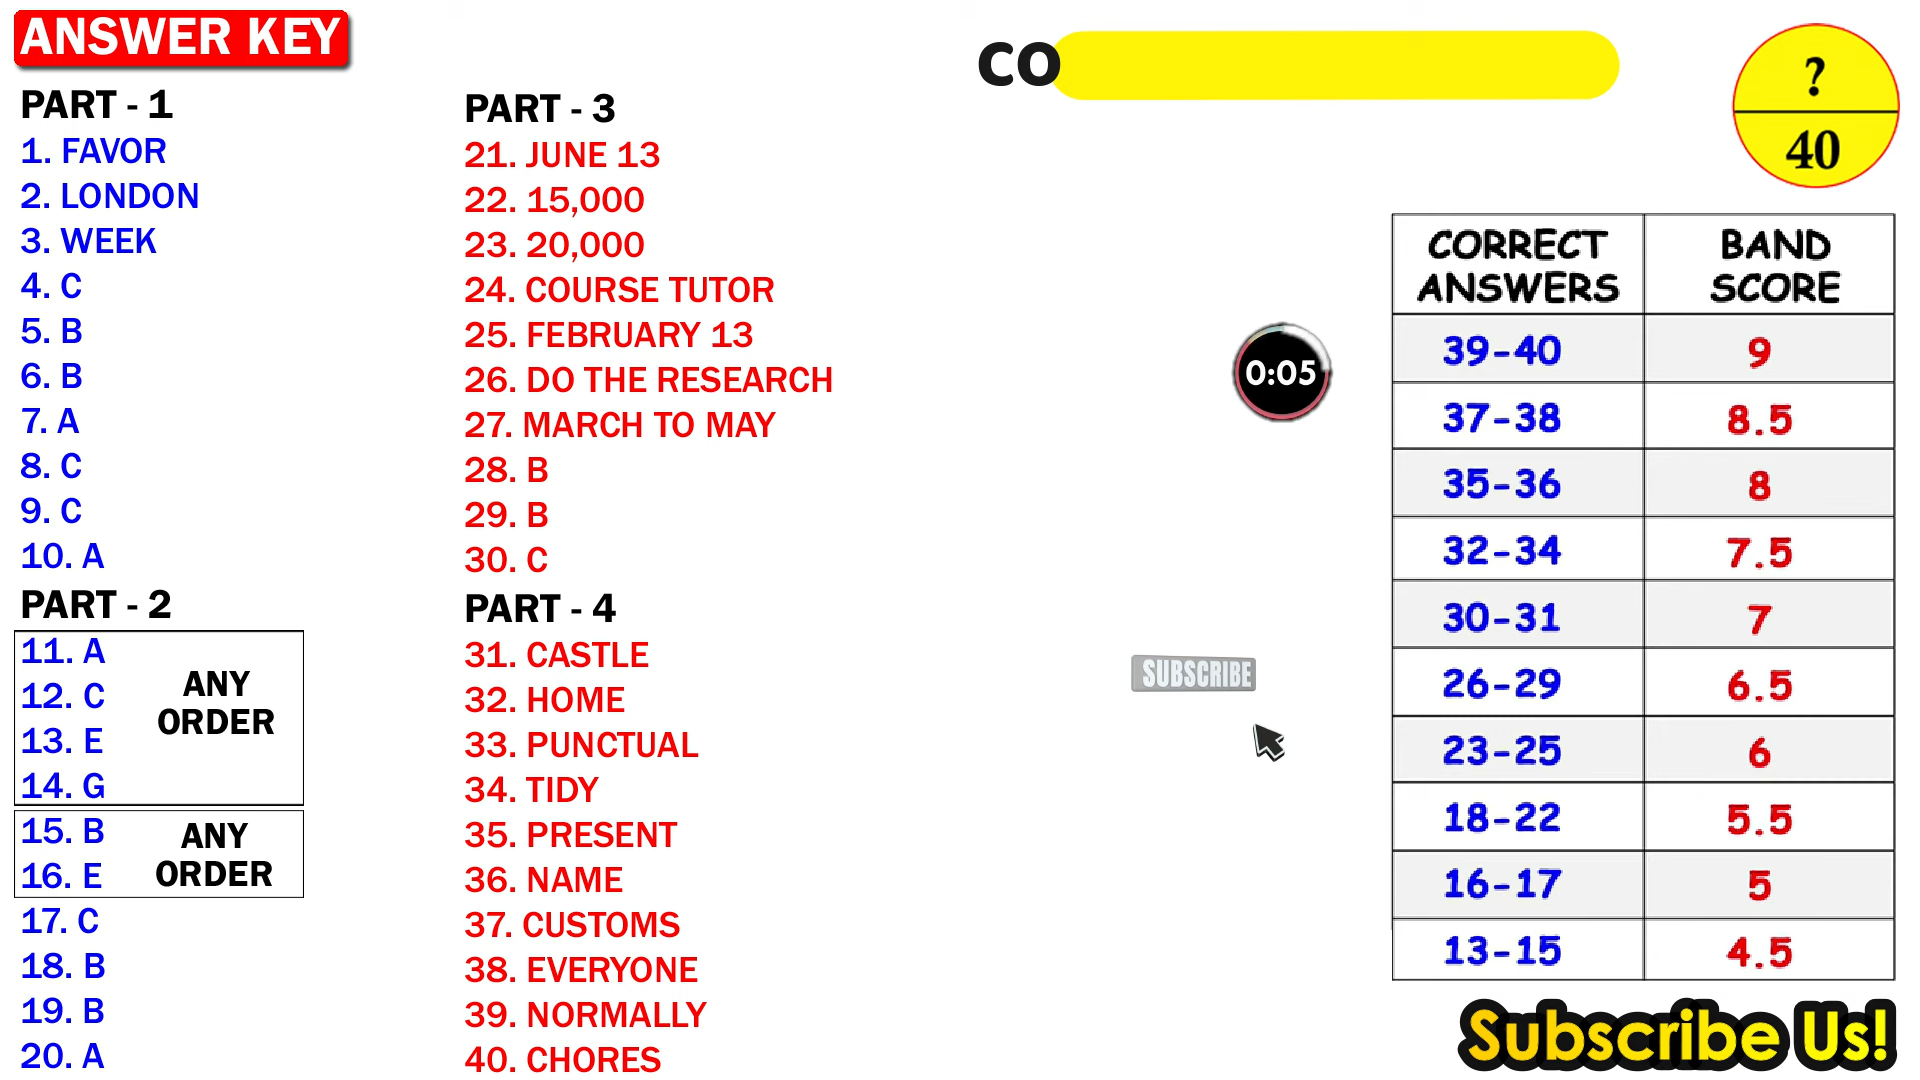 ANSWER KEY
PART - 1
1. FAVOR
2. LONDON
3. WEEK
4. C
5. B
6. B
7. A
8. C
9. C
10. A
PART - 2
11. A
12. C
13. E
14. G
ANY
ORDER
15. B
16. E
ANY
ORDER
17. C
18. B
19. B
20. A
PART - 3
21. JUNE 13
22. 15,000
23. 20,000
24. COURSE TUTOR
25. FEBRUARY 13
26. DO THE RESEARCH
27. MARCH TO MAY
28. B
29. B
30. C
PART - 4
31. CASTLE
32. HOME
33. PUNCTUAL
34. TIDY
35. PRESENT
36. NAME
37. CUSTOMS
38. EVERYONE
39. NORMALLY
40. CHORES
CO
0:05
SUBSCRIBE
?
40
CORRECT ANSWERS BAND SCORE
39-40 9
37-38 8.5
35-36 8
32-34 7.5
30-31 7
26-29 6.5
23-25 6
18-22 5.5
16-17 5
13-15 4.5
Subscribe Us!